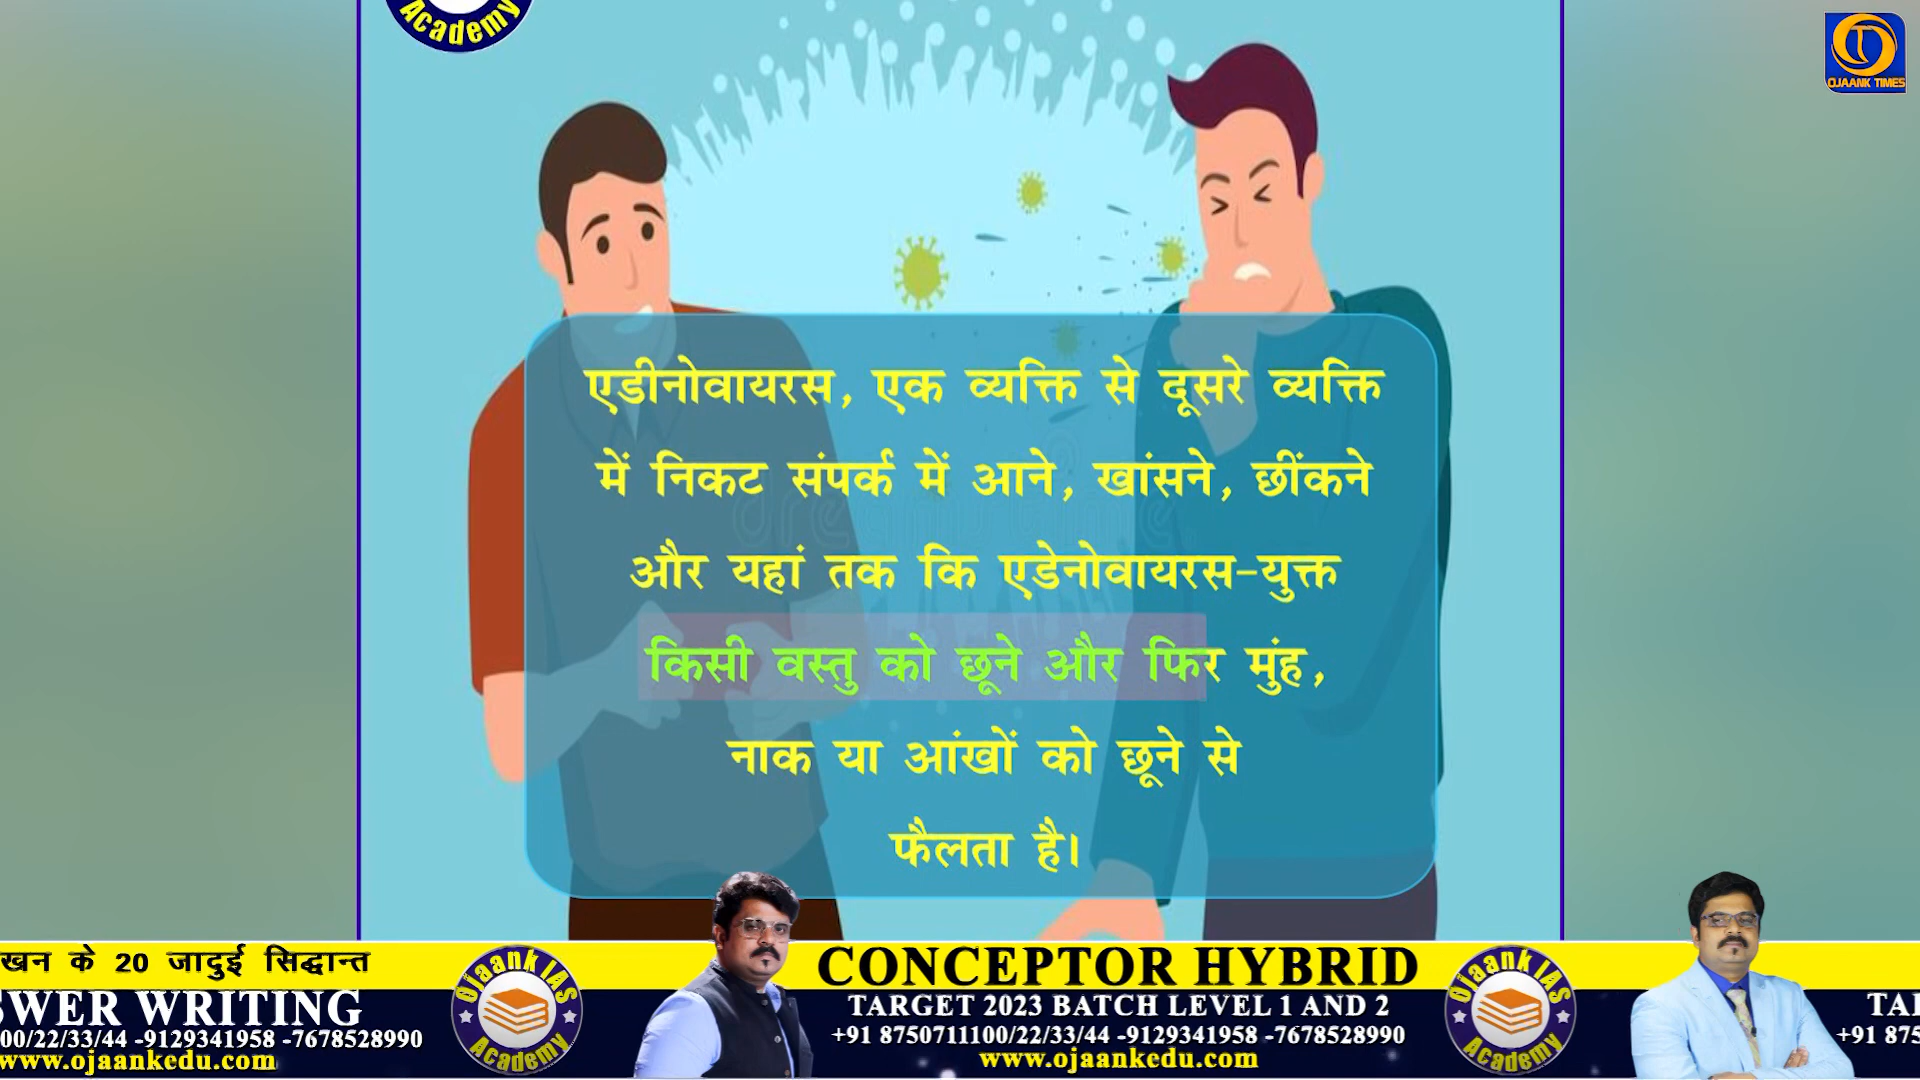 Academy
OJAANK TIMES
एडीनोवायरस, एक व्यक्ति से दूसरे व्यक्ति
में निकट संपर्क में आने, खांसने, छींकने
और यहां तक कि एडेनोवायरस-युक्त
किसी वस्तु को छूने और फिर मुंह,
नाक या आंखों को छूने से
फैलता है।
खन के 20 जादुई सिद्धान्त
SWER WRITING
00/22/33/44 -9129341958 -7678528990
www.ojaankedu.com
Ojaank IAS
Academy
CONCEPTOR HYBRID
TARGET 2023 BATCH LEVEL 1 AND 2
+91 8750711100/22/33/44 -9129341958 -7678528990
www.ojaankedu.com
Ojaank IAS
Academy
TA
+91 875